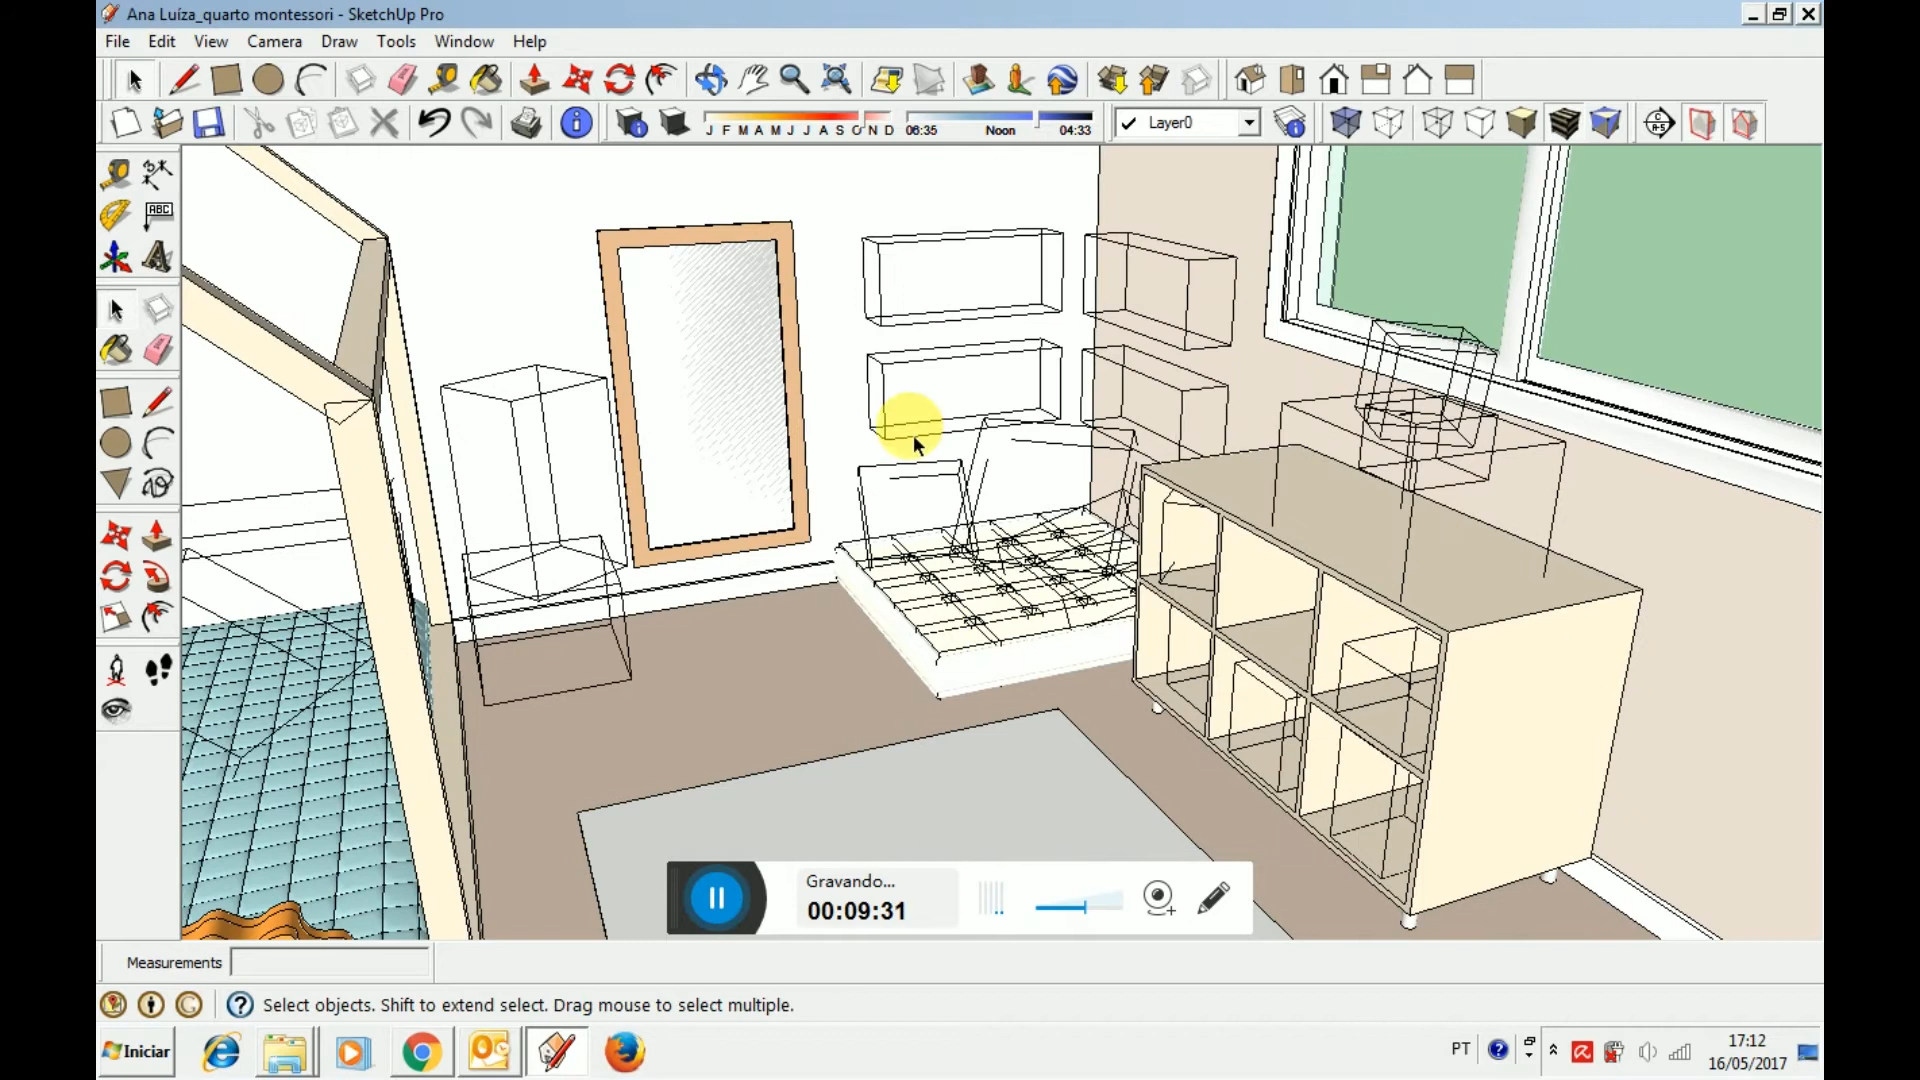 Ana Luíza_quarto montessori - SketchUp Pro
File Edit View Camera Draw Tools Window Help
J F M A M J J A S O N D 06:35 Noon 04:33 Layer0
ABC
Gravando...
00:09:31
Measurements
Select objects. Shift to extend select. Drag mouse to select multiple.
Iniciar PT 17:12
16/05/2017